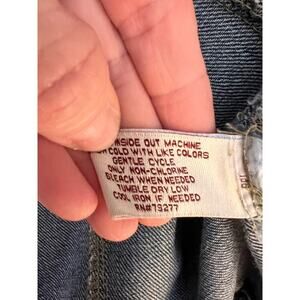 INSIDE OUT MACHINE
COLD WITH LIKE COLORS
GENTLE CYCLE
ONLY NON-CHLORINE
BLEACH WHEN NEEDED
TUMBLE DRY LOW
COOL IRON IF NEEDED
RN#73277